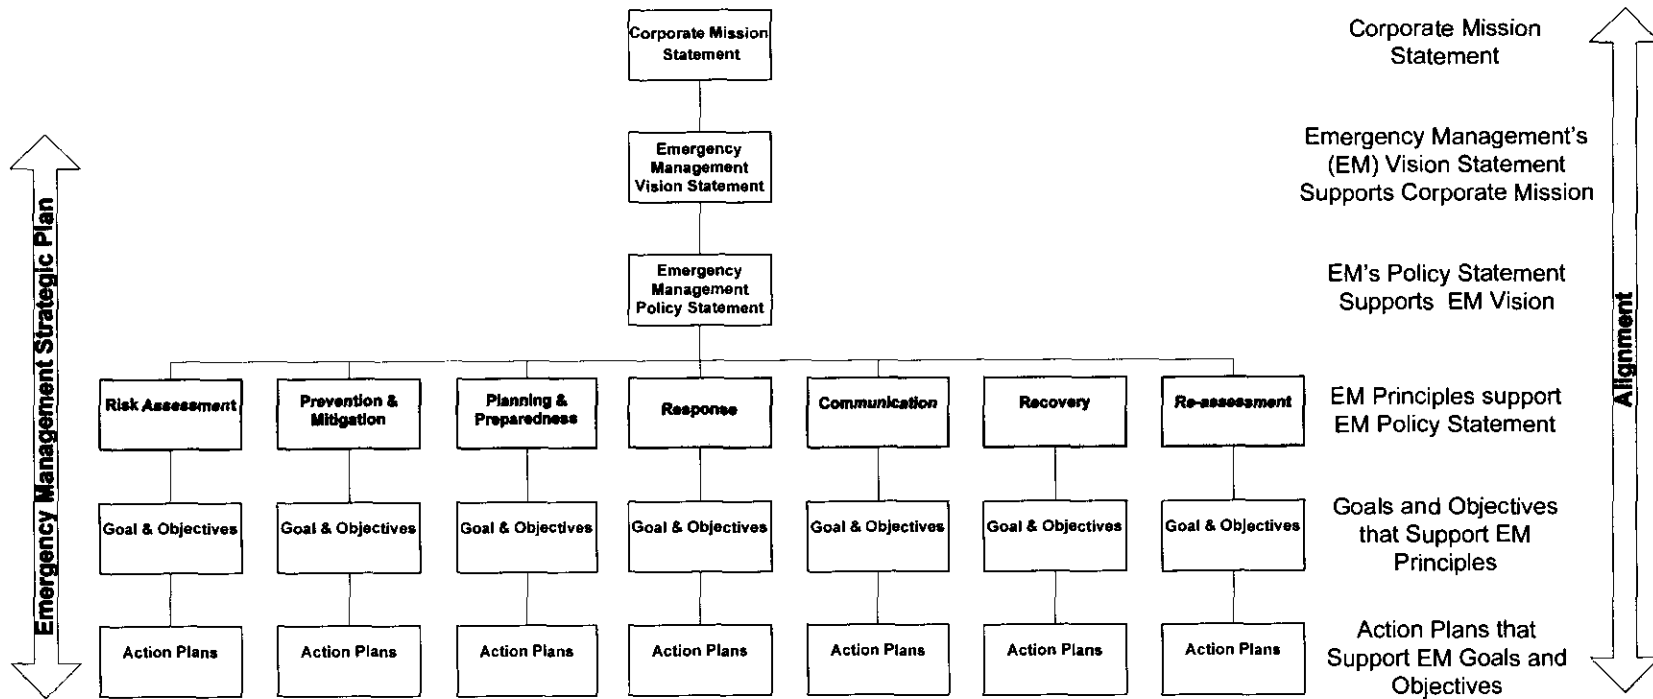 Corporate Mission
Statement
Corporate Mission
Statement
Emergency
Management
Vision Statement
Emergency Management's
(EM) Vision Statement
Supports Corporate Mission
Emergency
Management
Policy Statement
EM's Policy Statement
Supports EM Vision
Emergency Management Strategic Plan
Alignment
Risk Assessment
Prevention &
Mitigation
Planning &
Preparedness
Response
Communication
Recovery
Re-assessment
EM Principles support
EM Policy Statement
Goal & Objectives
Goal & Objectives
Goal & Objectives
Goal & Objectives
Goal & Objectives
Goal & Objectives
Goal & Objectives
Goals and Objectives
that Support EM
Principles
Action Plans
Action Plans
Action Plans
Action Plans
Action Plans
Action Plans
Action Plans
Action Plans that
Support EM Goals and
Objectives